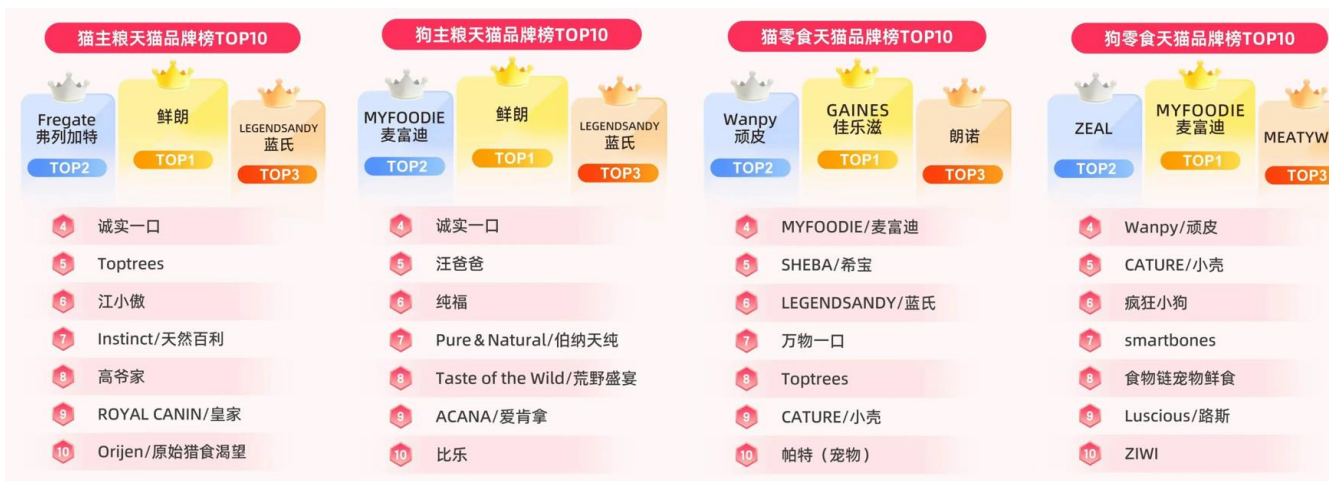 猫主粮天猫品牌榜TOP10
Fregate
弗列加特
TOP2
鲜朗
TOP1
LEGENDSANDY
蓝氏
TOP3
4 诚实一口
5 Toptrees
6 江小傲
7 Instinct/天然百利
8 高爷家
9 ROYAL CANIN/皇家
10 Orijen/原始猎食渴望
狗主粮天猫品牌榜TOP10
MYFOODIE
麦富迪
TOP2
鲜朗
TOP1
LEGENDSANDY
蓝氏
TOP3
4 诚实一口
5 汪爸爸
6 纯福
7 Pure & Natural/伯纳天纯
8 Taste of the Wild/荒野盛宴
9 ACANA/爱肯拿
10 比乐
猫零食天猫品牌榜TOP10
Wanpy
顽皮
TOP2
GAINES
佳乐滋
TOP1
朗诺
TOP3
4 MYFOODIE/麦富迪
5 SHEBA/希宝
6 LEGENDSANDY/蓝氏
7 万物一口
8 Toptrees
9 CATURE/小壳
10 帕特（宠物）
狗零食天猫品牌榜TOP10
ZEAL
TOP2
MYFOODIE
麦富迪
TOP1
MEATYW
TOP3
4 Wanpy/顽皮
5 CATURE/小壳
6 疯狂小狗
7 smartbones
8 食物链宠物鲜食
9 Luscious/路斯
10 ZIWI